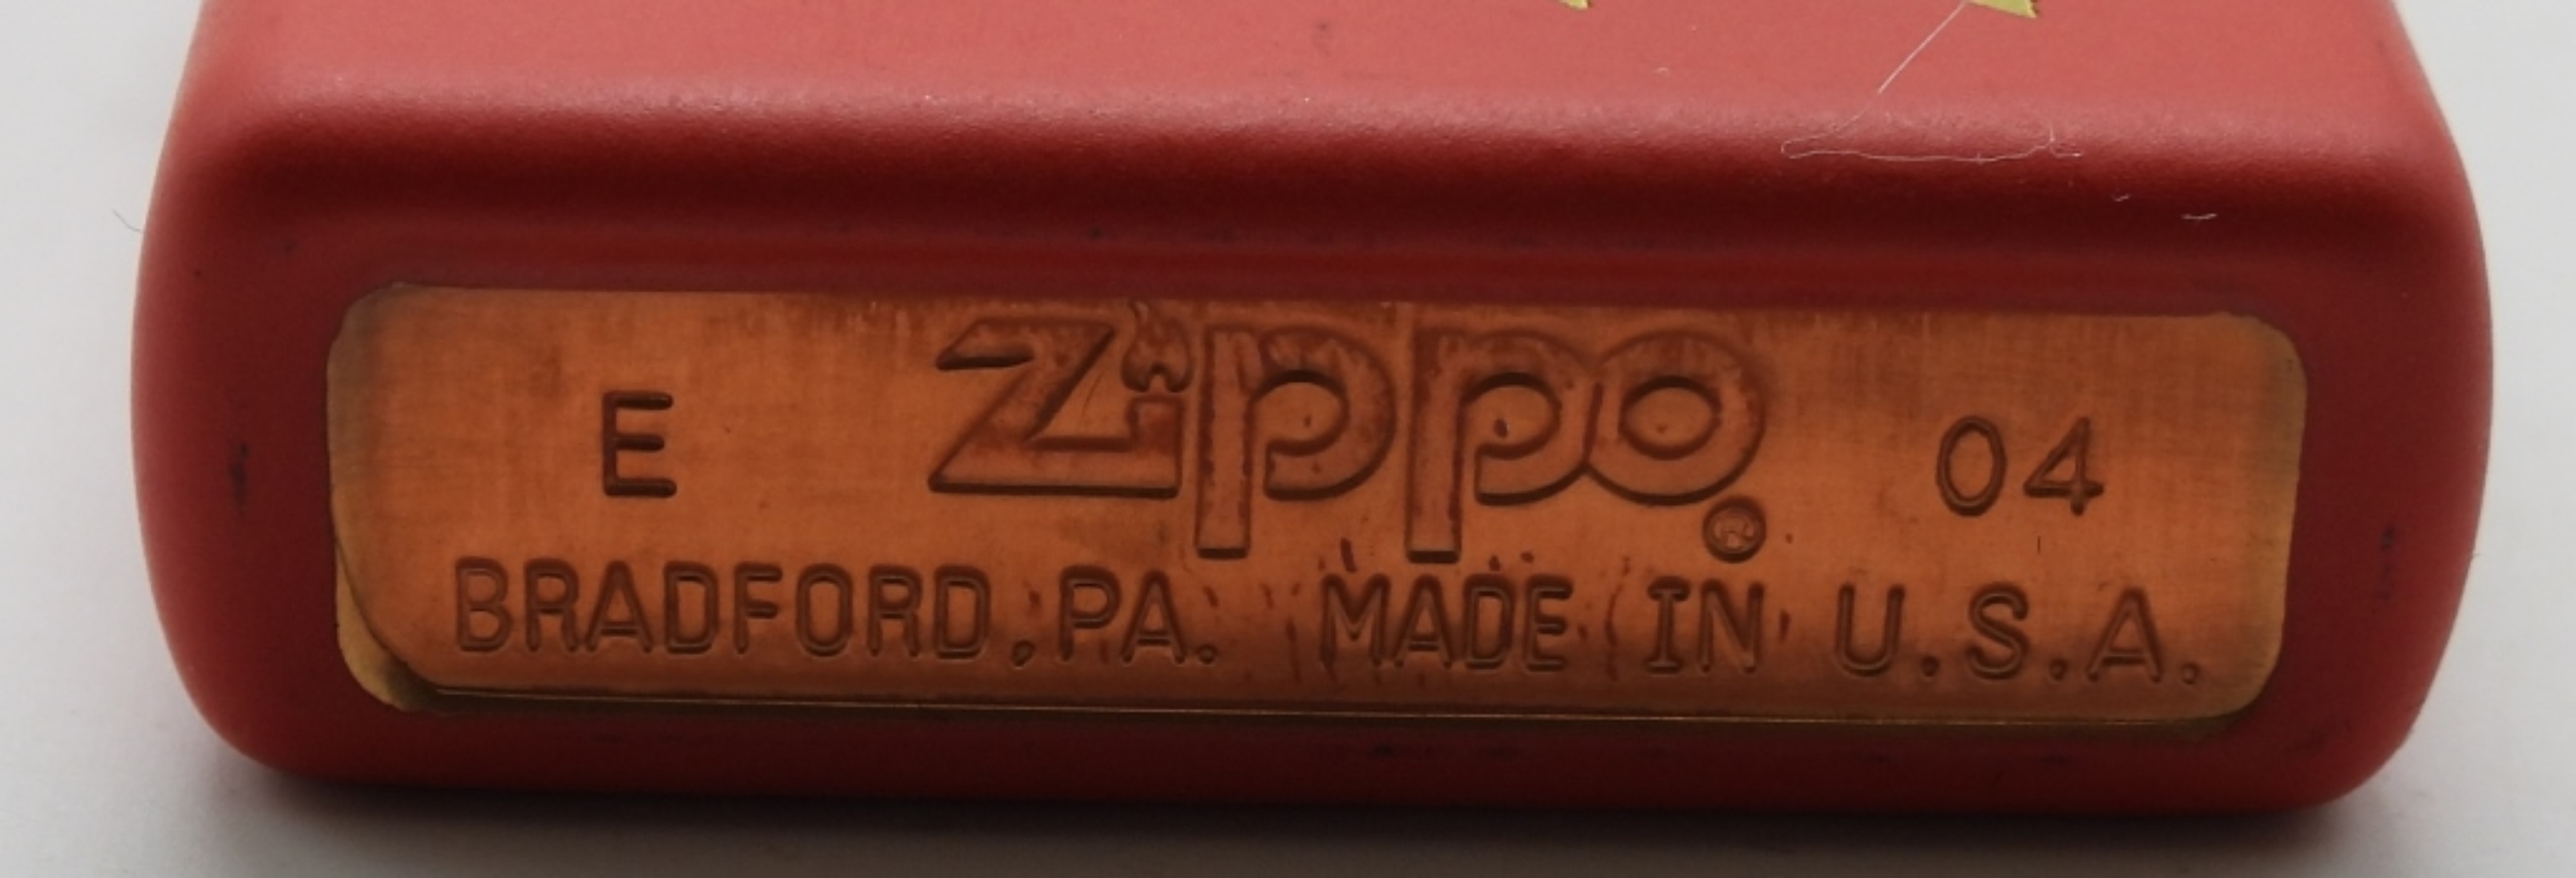 E Zippo ® 04
BRADFORD, PA. MADE IN U.S.A.